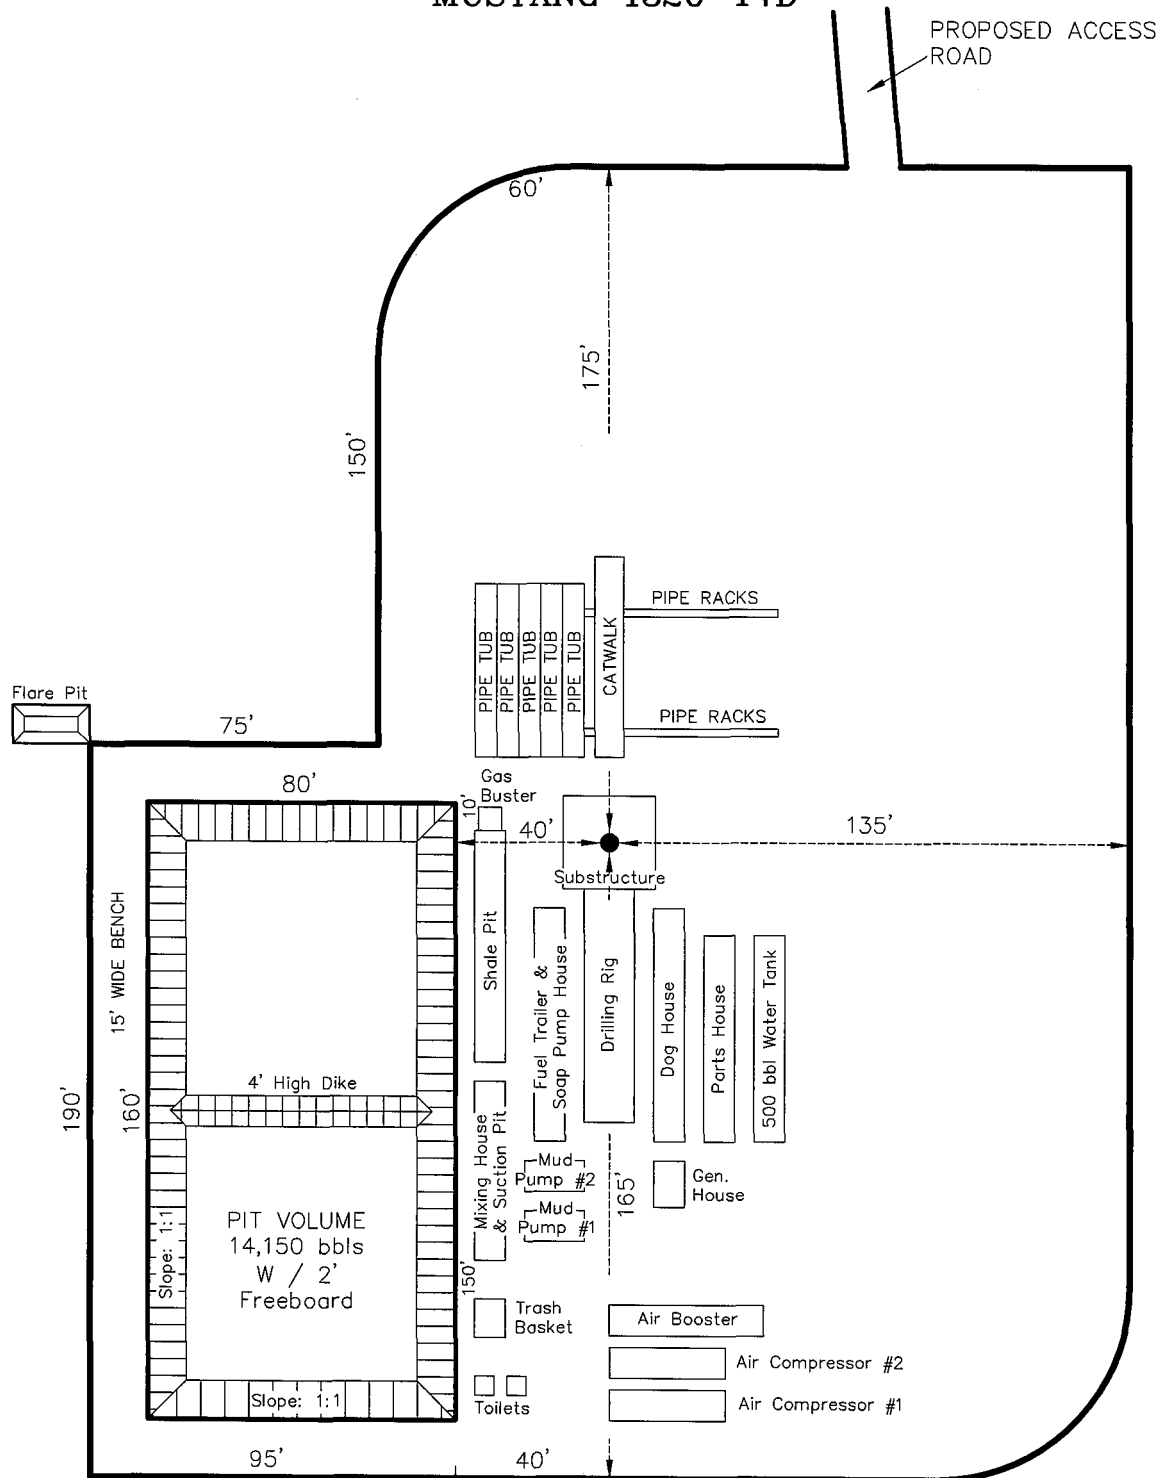 MUSTANG
PROPOSED ACCESS
ROAD
60'
175'
150'
PIPE RACKS
PIPE TUB
PIPE TUB
PIPE TUB
PIPE TUB
PIPE TUB
CATWALK
PIPE RACKS
Flare Pit
75'
80'
Gas
Buster
10'
40'
135'
Substructure
15' WIDE BENCH
Shale Pit
Fuel Trailer &
Soap Pump House
Drilling Rig
Dog House
Parts House
500 bbl Water Tank
190'
160'
4' High Dike
Mixing House
& Suction Pit
Mud
Pump #2
Mud
Pump #1
165'
Gen.
House
PIT VOLUME
14,150 bbls
W / 2'
Freeboard
Slope: 1:1
150'
Trash
Basket
Air Booster
Air Compressor #2
Slope: 1:1
Toilets
Air Compressor #1
95'
40'